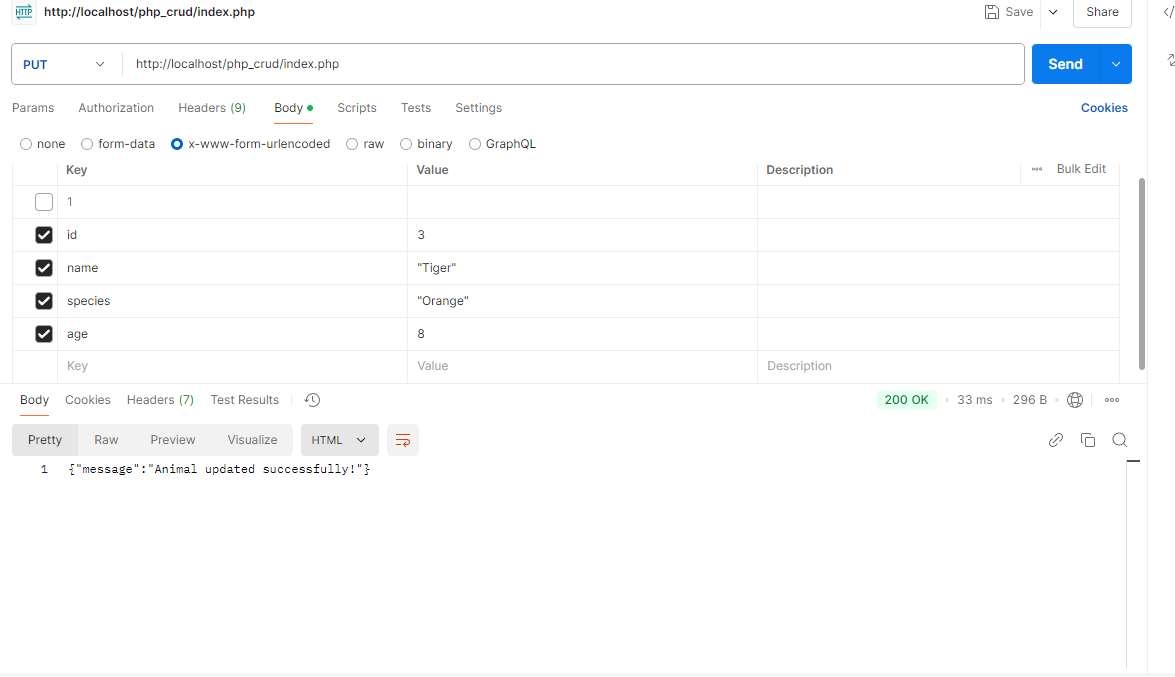 HTTP http://localhost/php_crud/index.php Save Share
PUT http://localhost/php_crud/index.php Send
Params Authorization Headers (9) Body Scripts Tests Settings Cookies
none form-data x-www-form-urlencoded raw binary GraphQL
Key Value Description Bulk Edit
1
id 3
name "Tiger"
species "Orange"
age 8
Key Value Description
Body Cookies Headers (7) Test Results 200 OK 33 ms 296 B
Pretty Raw Preview Visualize HTML
1 {"message":"Animal updated successfully!"}